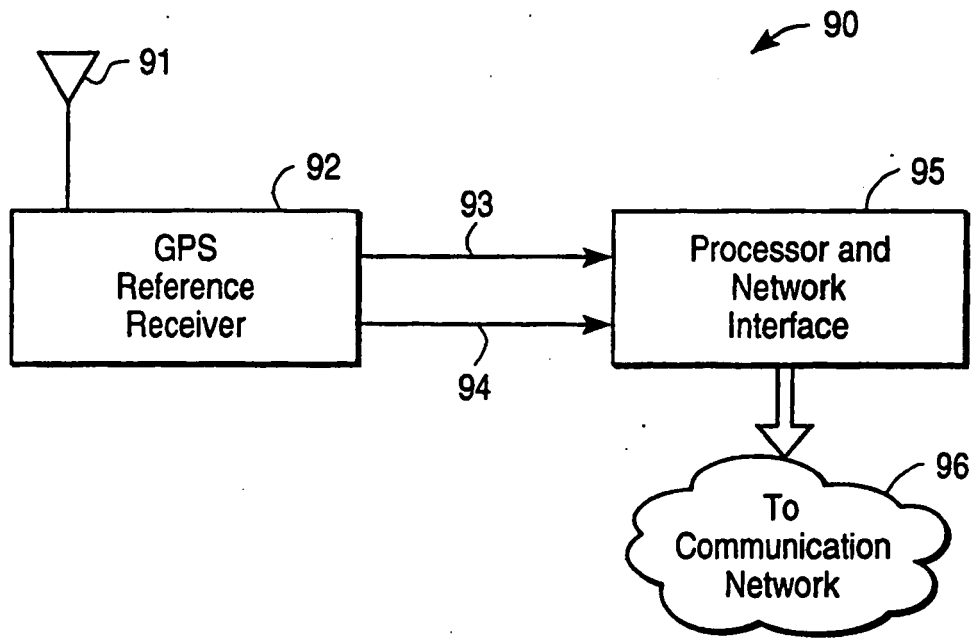 90
91
92
GPS
Reference
Receiver
93
94
95
Processor and
Network
Interface
96
To
Communication
Network